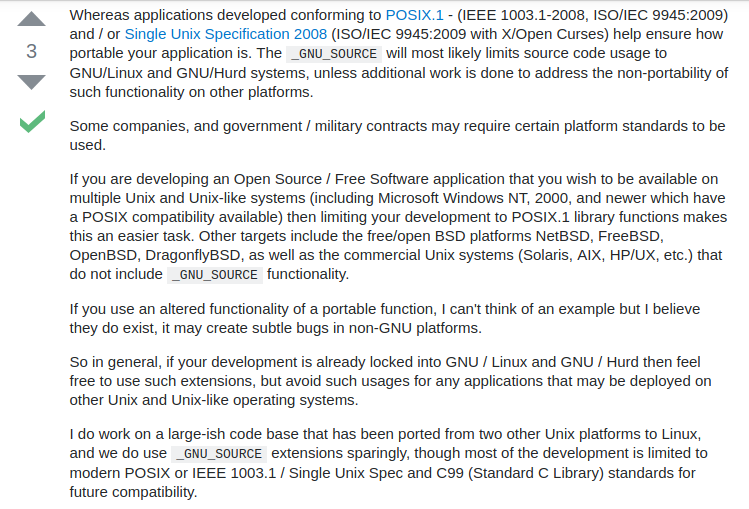 Whereas applications developed conforming to POSIX.1 - (IEEE 1003.1-2008, ISO/IEC 9945:2009)
and / or Single Unix Specification 2008 (ISO/IEC 9945:2009 with X/Open Curses) help ensure how
portable your application is. The _GNU_SOURCE will most likely limits source code usage to
GNU/Linux and GNU/Hurd systems, unless additional work is done to address the non-portability of
such functionality on other platforms.
3
Some companies, and government / military contracts may require certain platform standards to be
used.
If you are developing an Open Source / Free Software application that you wish to be available on
multiple Unix and Unix-like systems (including Microsoft Windows NT, 2000, and newer which have
a POSIX compatibility available) then limiting your development to POSIX.1 library functions makes
this an easier task. Other targets include the free/open BSD platforms NetBSD, FreeBSD,
OpenBSD, DragonflyBSD, as well as the commercial Unix systems (Solaris, AIX, HP/UX, etc.) that
do not include _GNU_SOURCE functionality.
If you use an altered functionality of a portable function, I can't think of an example but I believe
they do exist, it may create subtle bugs in non-GNU platforms.
So in general, if your development is already locked into GNU / Linux and GNU / Hurd then feel
free to use such extensions, but avoid such usages for any applications that may be deployed on
other Unix and Unix-like operating systems.
I do work on a large-ish code base that has been ported from two other Unix platforms to Linux,
and we do use _GNU_SOURCE extensions sparingly, though most of the development is limited to
modern POSIX or IEEE 1003.1 / Single Unix Spec and C99 (Standard C Library) standards for
future compatibility.